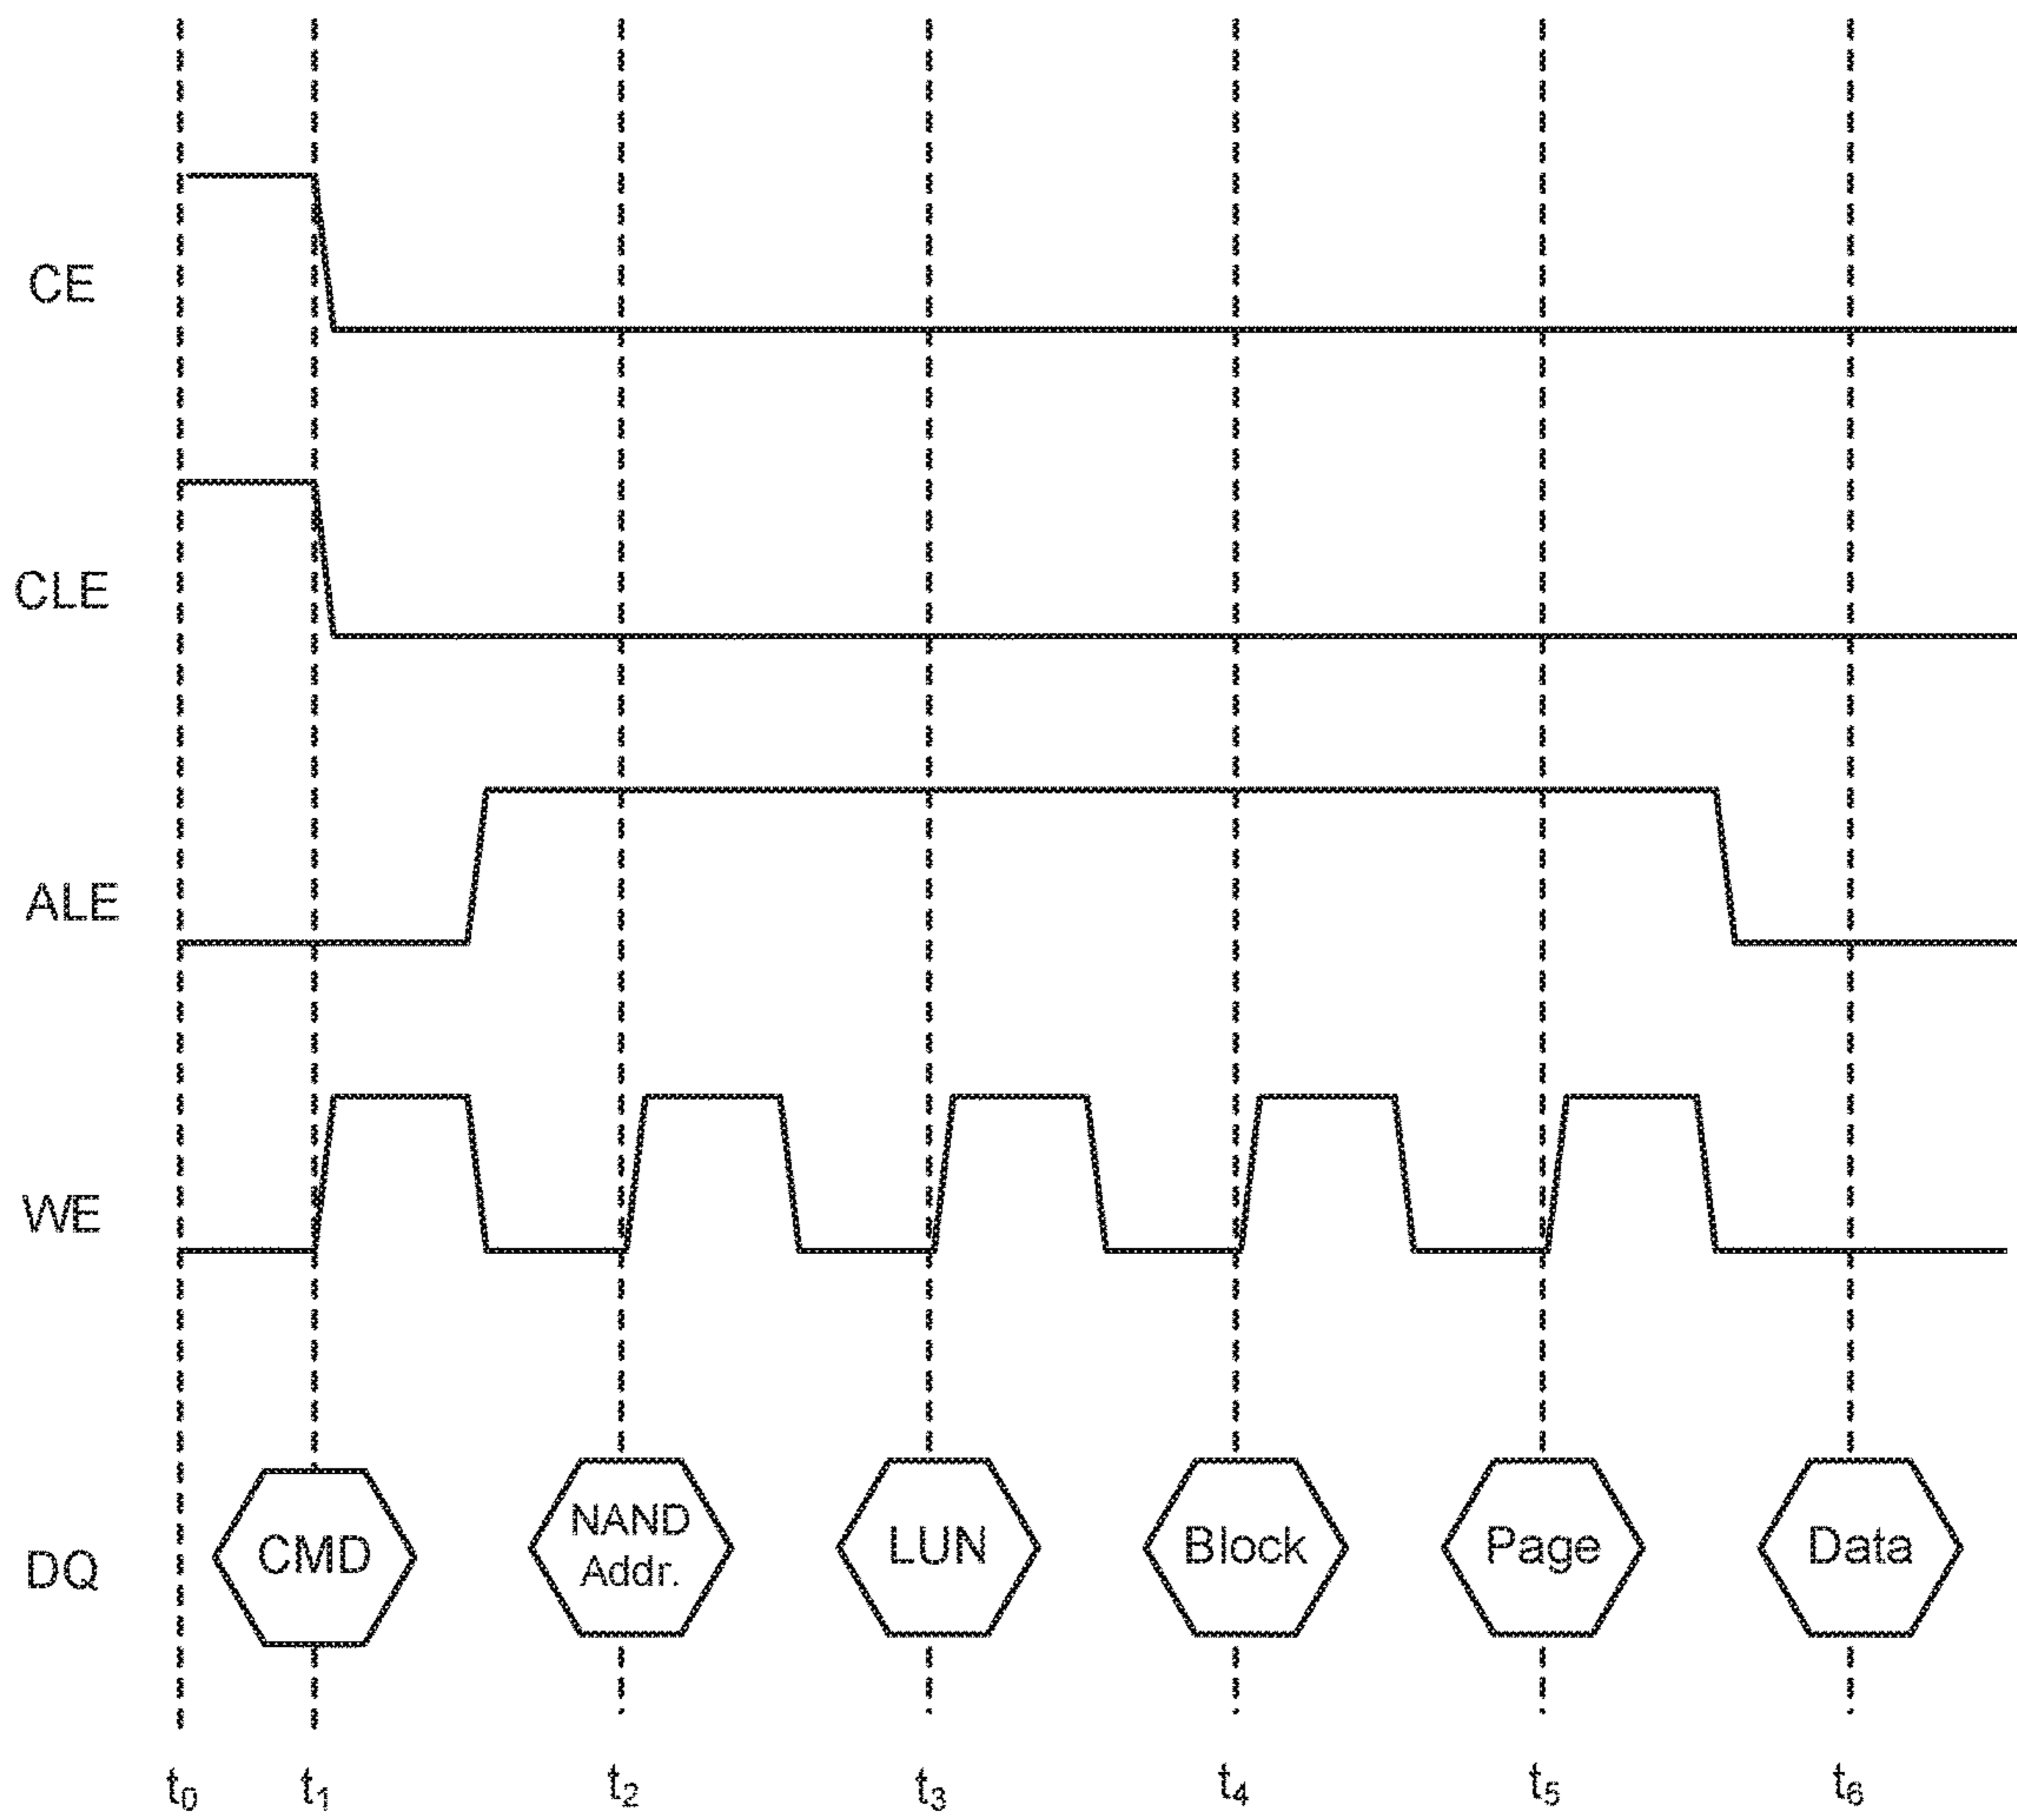 CE
CLE
ALE
WE
DQ
CMD
NAND
Addr.
LUN
Block
Page
Data
t0
t1
t2
t3
t4
t5
t6